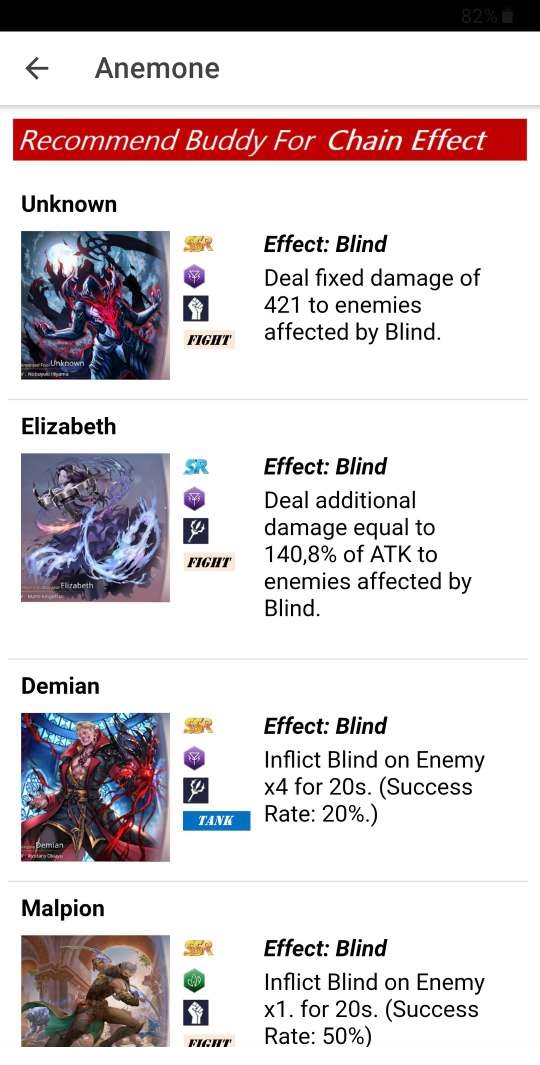 82%
Anemone
Recommend Buddy For Chain Effect
Unknown
SSR
Effect: Blind
Deal fixed damage of
421 to enemies
affected by Blind.
FIGHT
Unknown
Elizabeth
SR
Effect: Blind
Deal additional
damage equal to
140,8% of ATK to
enemies affected by
Blind.
FIGHT
Elizabeth
Demian
SSR
Effect: Blind
Inflict Blind on Enemy
x4 for 20s. (Success
Rate: 20%.)
TANK
Demian
Malpion
SSR
Effect: Blind
Inflict Blind on Enemy
x1. for 20s. (Success
Rate: 50%)
FIGHT